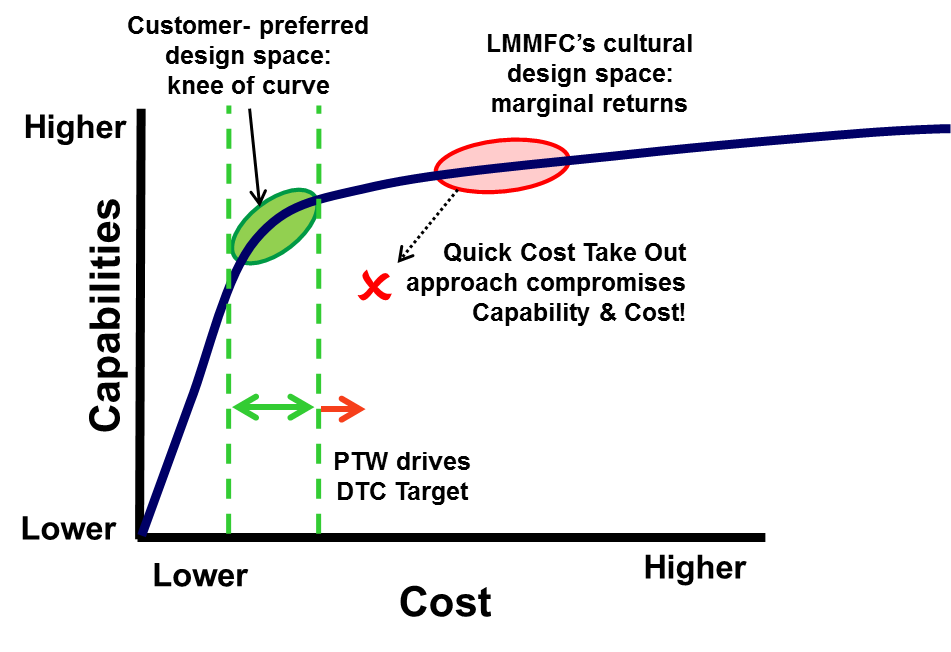 Customer- preferred
design space:
knee of curve
LMMFC’s cultural
design space:
marginal returns
Higher
Capabilities
Quick Cost Take Out
approach compromises
Capability & Cost!
PTW drives
DTC Target
Lower
Lower
Higher
Cost